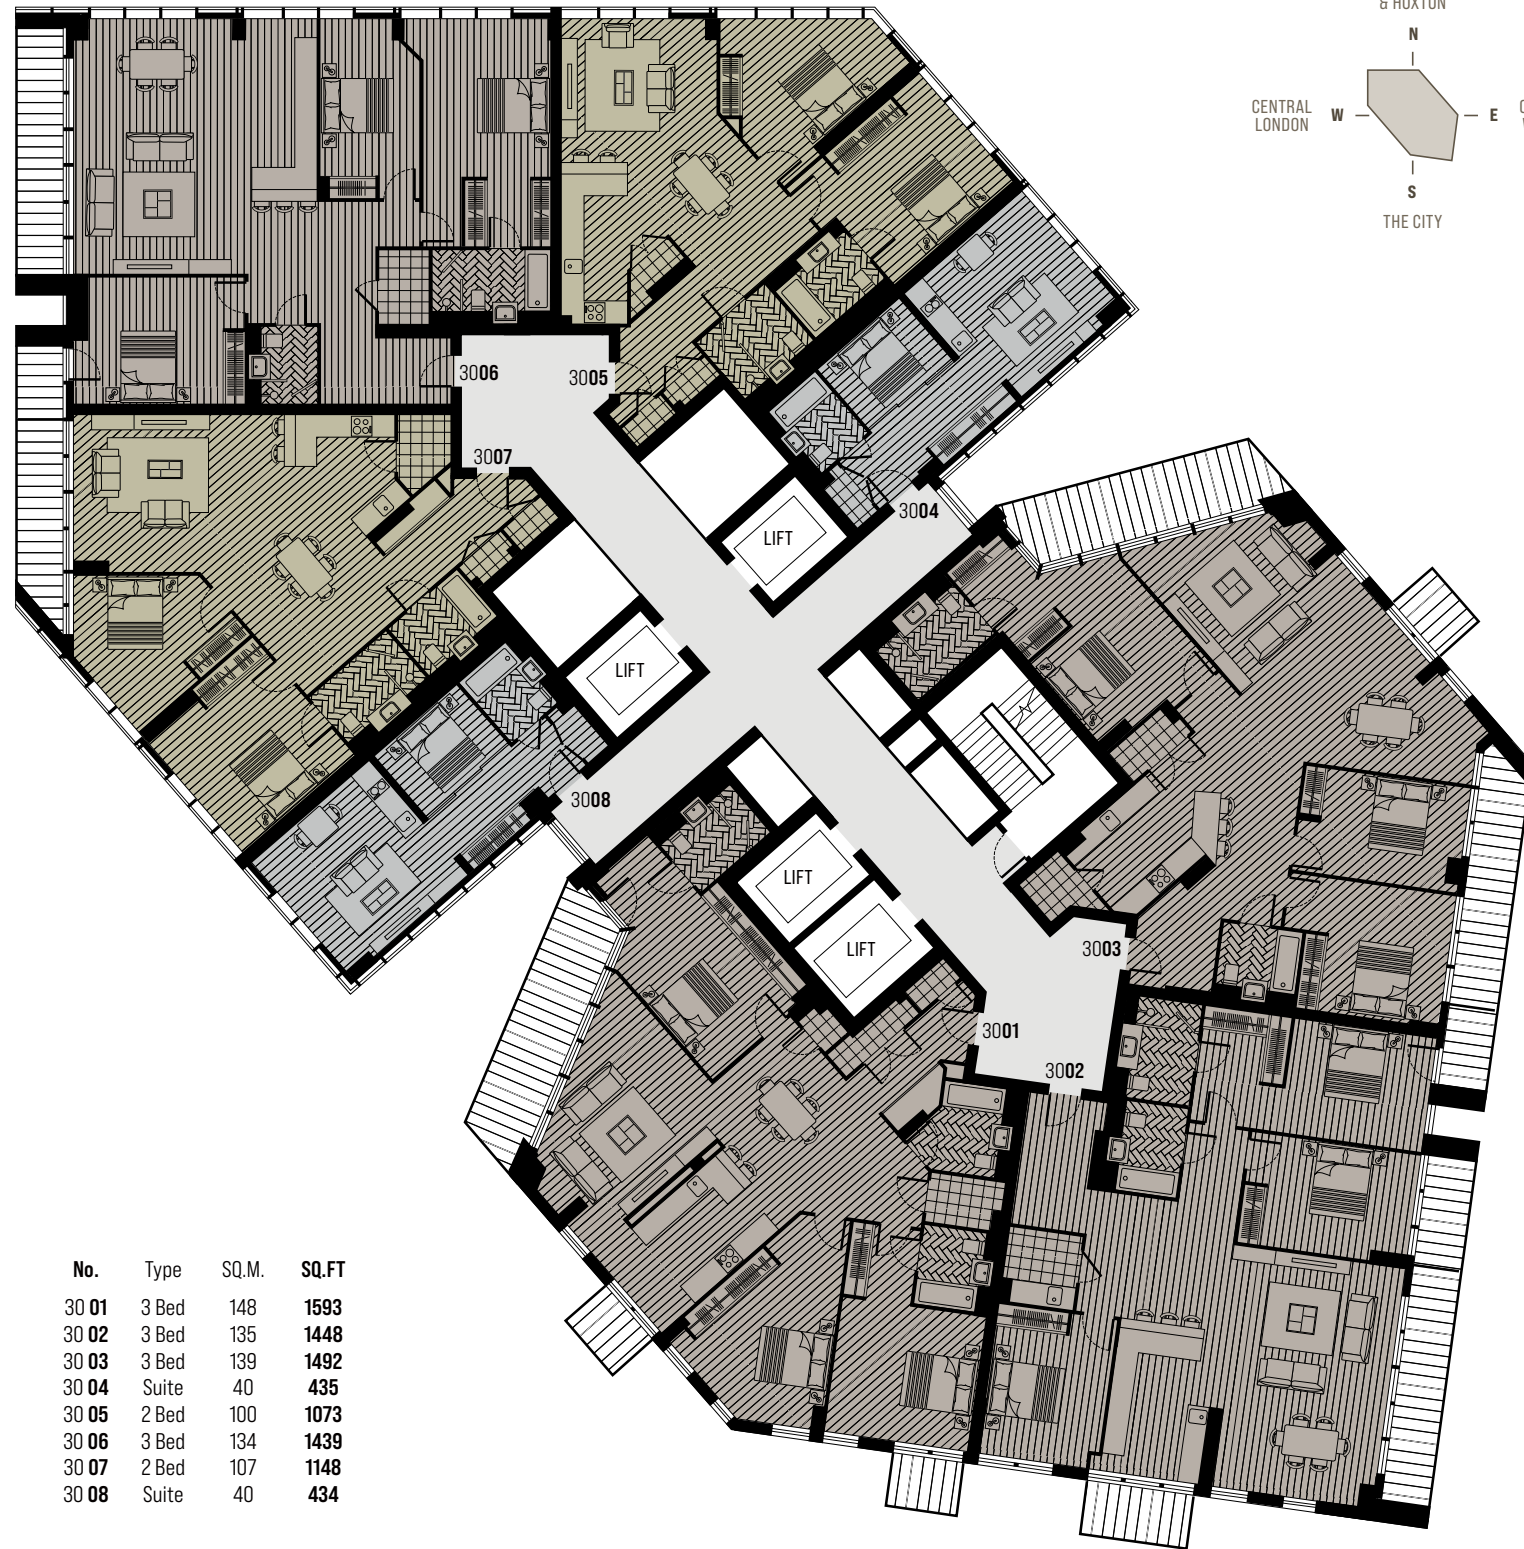 & HOXTON
N
CENTRAL
LONDON
W
E
S
THE CITY
3006
3005
3007
3004
LIFT
LIFT
3008
LIFT
LIFT
3003
3001
3002
No. Type SQ.M. SQ.FT
30 01 3 Bed 148 1593
30 02 3 Bed 135 1448
30 03 3 Bed 139 1492
30 04 Suite 40 435
30 05 2 Bed 100 1073
30 06 3 Bed 134 1439
30 07 2 Bed 107 1148
30 08 Suite 40 434